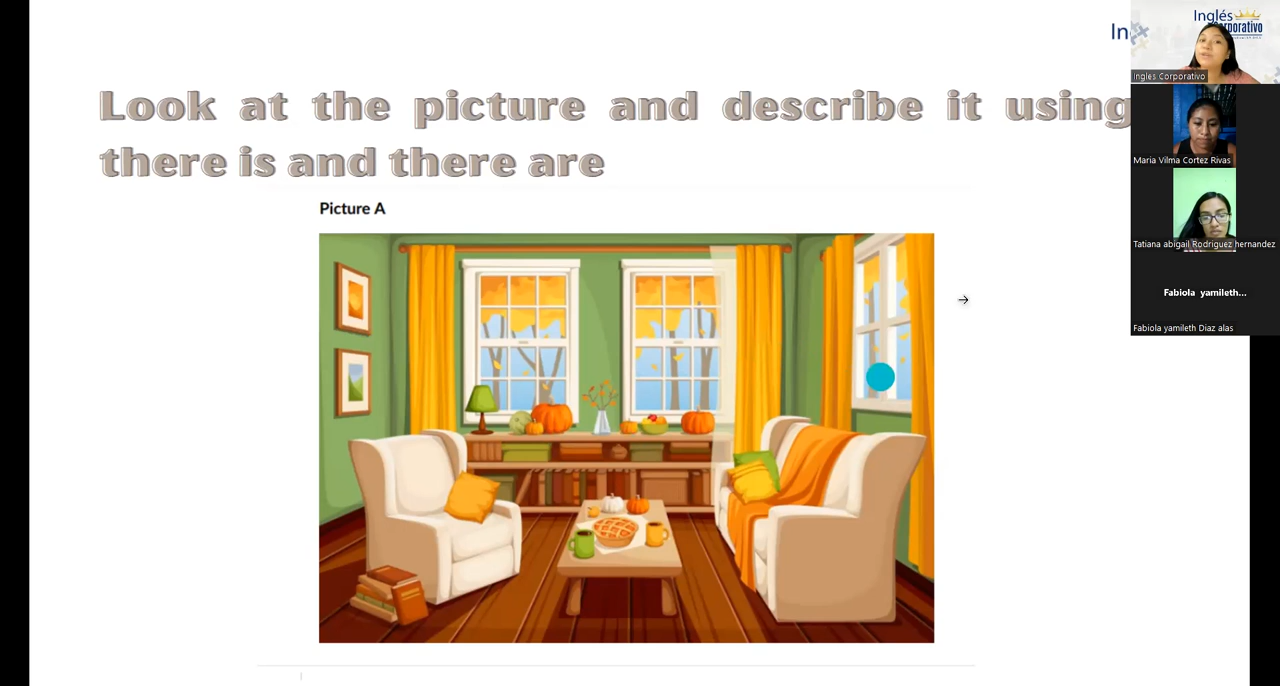 Look at the picture and describe it using
there is and there are
Picture A
In
Inglés
Corporativo
Ingles Corporativo
Maria Vilma Cortez Rivas
Tatiana abigail Rodriguez hernandez
Fabiola yamileth...
Fabiola yamileth Diaz alas